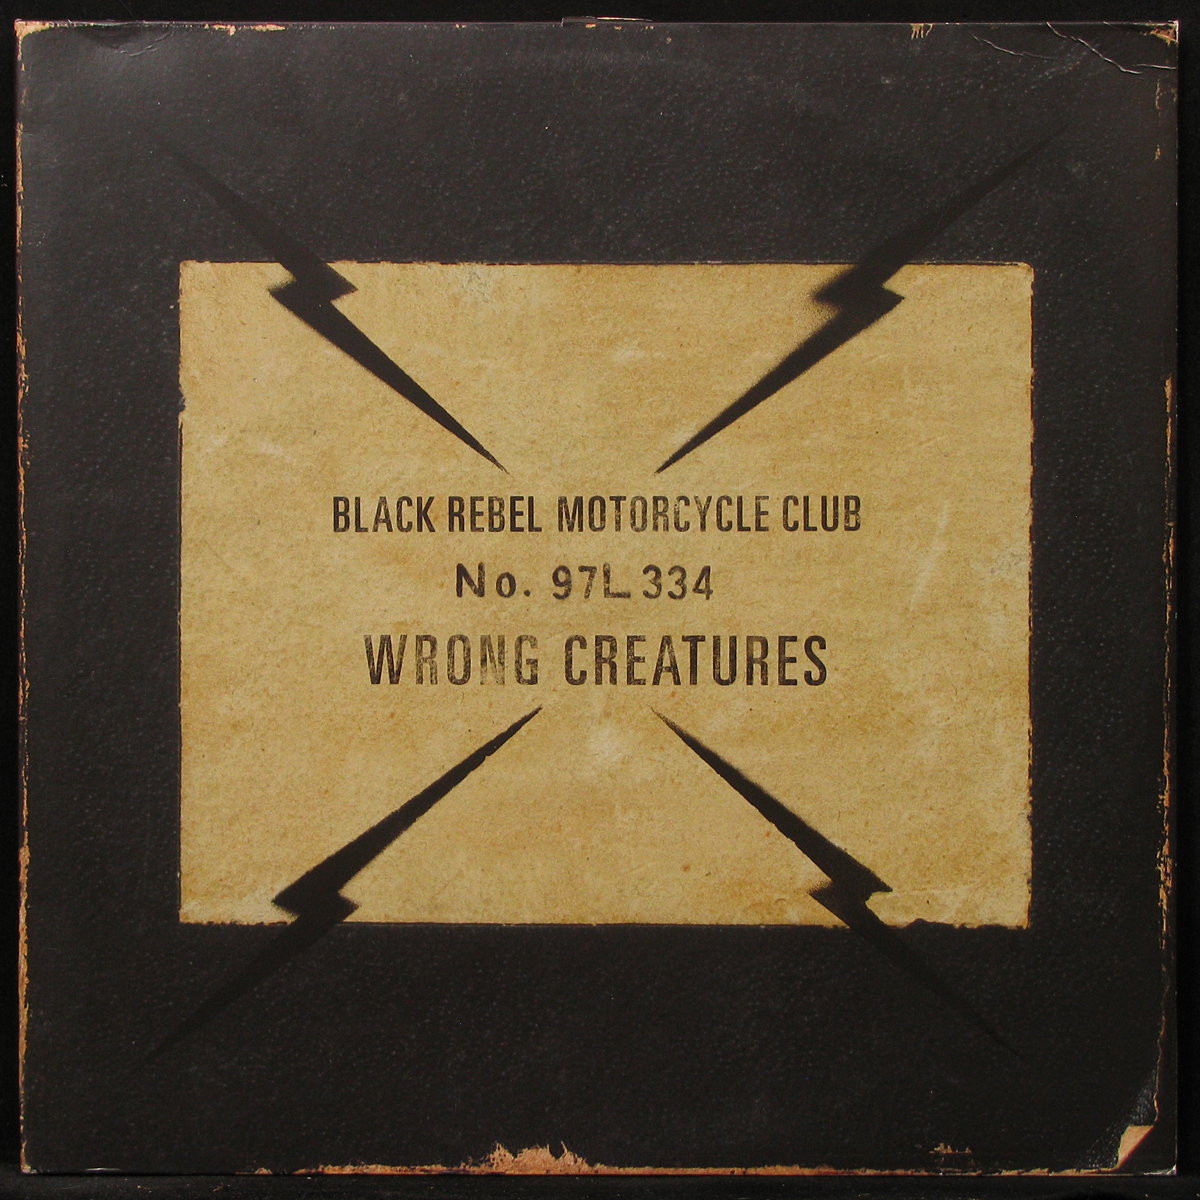 BLACK REBEL MOTORCYCLE CLUB
No. 97L 334
WRONG CREATURES